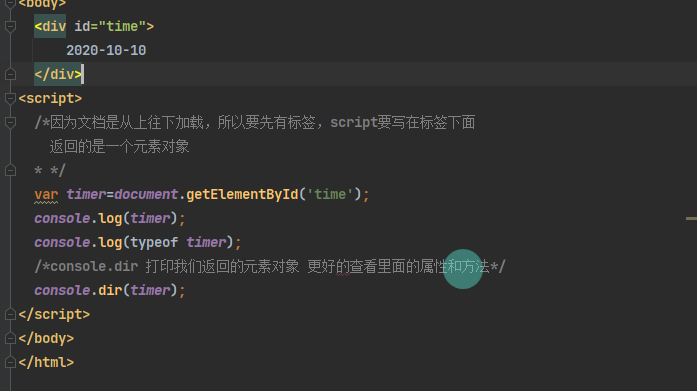 <body>
<div id="time">
2020-10-10
</div>
<script>
/*因为文档是从上往下加载，所以要先有标签，script要写在标签下面
返回的是一个元素对象
* */
var timer=document.getElementById('time');
console.log(timer);
console.log(typeof timer);
/*console.dir 打印我们返回的元素对象 更好的查看里面的属性和方法*/
console.dir(timer);
</script>
</body>
</html>